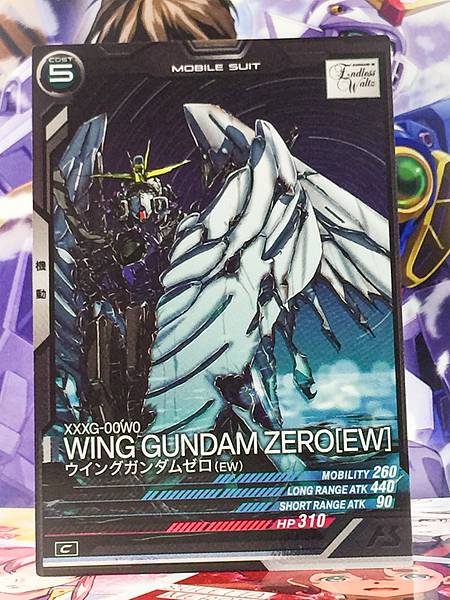 COST
5
MOBILE SUIT
GUNDAM W
Endless
Waltz
機動
XXXG-00W0
WING GUNDAM ZERO[EW]
ウイングガンダムゼロ(EW)
MOBILITY 260
LONG RANGE ATK 440
SHORT RANGE ATK 90
HP 310
C